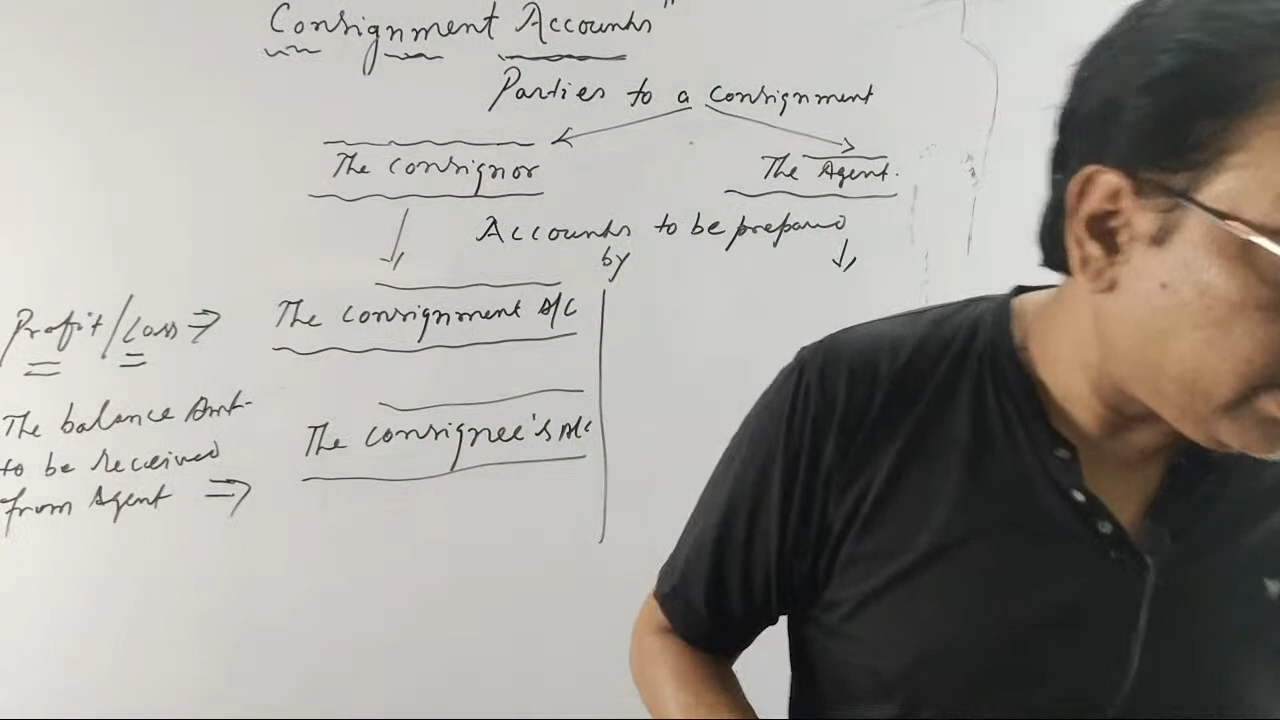 Consignment Accounts"
Parties to a consignment
The consignor
The Agent.
Accounts to be prepared
by
Profit/Loss ⇒
The consignment A/C
The balance Amt-
to be received
from Agent ⇒
The consignee's A/C